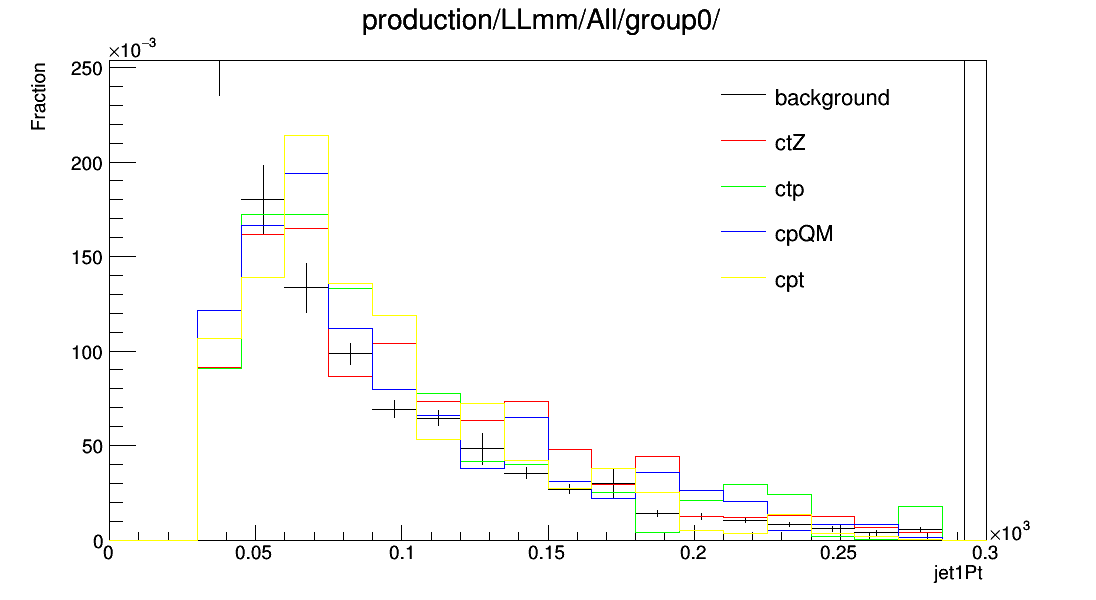 production/LLmm/All/group0/
×10⁻³
Fraction
250
200
150
100
50
0
background
ctZ
ctp
cpQM
cpt
0 0.05 0.1 0.15 0.2 0.25 0.3
×10³
jet1Pt